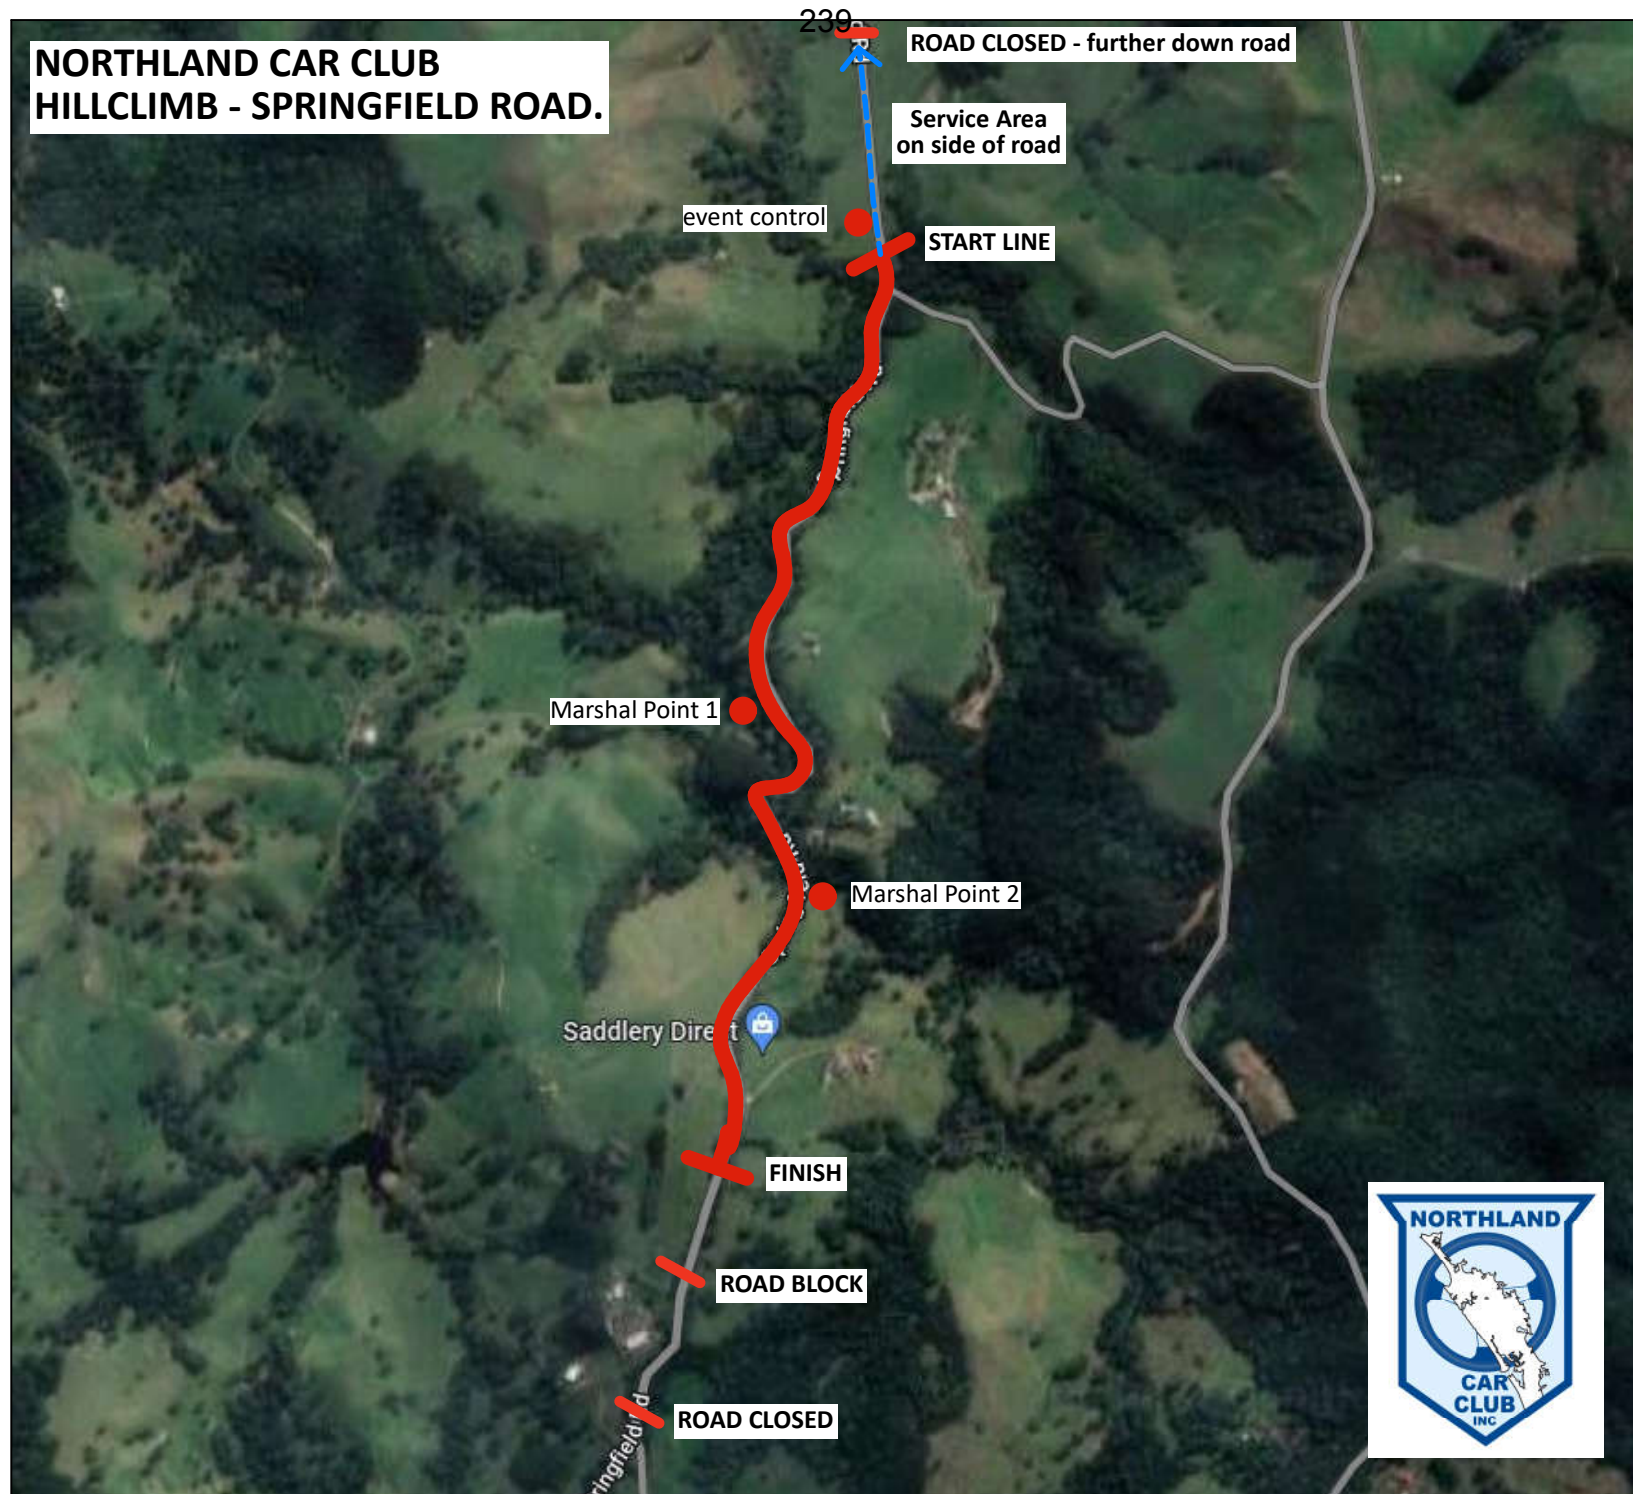 239
NORTHLAND CAR CLUB
HILLCLIMB - SPRINGFIELD ROAD.
ROAD CLOSED - further down road
Service Area
on side of road
event control
START LINE
Marshal Point 1
Marshal Point 2
Saddlery Direct
FINISH
ROAD BLOCK
ROAD CLOSED
NORTHLAND
CAR
CLUB
INC